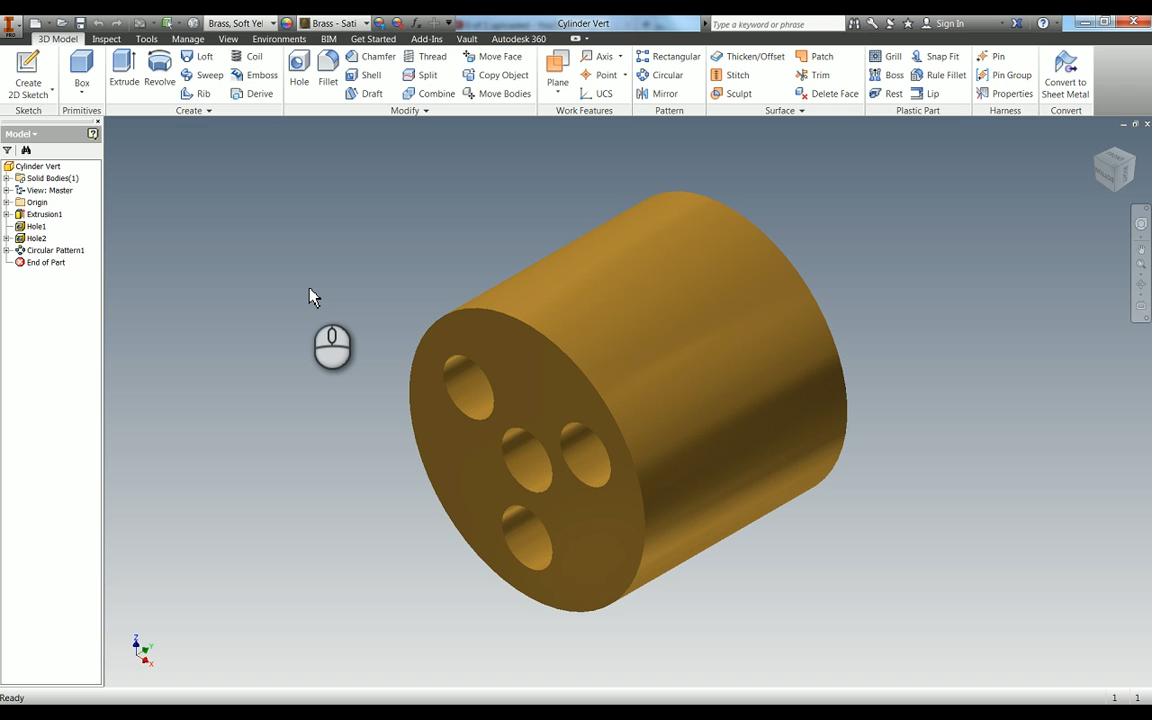 Brass, Soft Yel
Brass - Sati
Cylinder Vert
Type a keyword or phrase
Sign In
PRO
3D Model
Inspect
Tools
Manage
View
Environments
BIM
Get Started
Add-Ins
Vault
Autodesk 360
Create
2D Sketch
Sketch
Box
Primitives
Extrude
Revolve
Loft
Sweep
Rib
Coil
Emboss
Derive
Create
Hole
Fillet
Chamfer
Shell
Draft
Thread
Split
Combine
Move Face
Copy Object
Move Bodies
Modify
Plane
Axis
Point
UCS
Work Features
Rectangular
Circular
Mirror
Pattern
Thicken/Offset
Stitch
Sculpt
Patch
Trim
Delete Face
Surface
Grill
Boss
Rest
Snap Fit
Rule Fillet
Lip
Plastic Part
Pin
Pin Group
Properties
Harness
Convert to
Sheet Metal
Convert
Model
Cylinder Vert
Solid Bodies(1)
View: Master
Origin
Extrusion1
Hole1
Hole2
Circular Pattern1
End of Part
FRONT
Z
Y
X
Ready
1
1